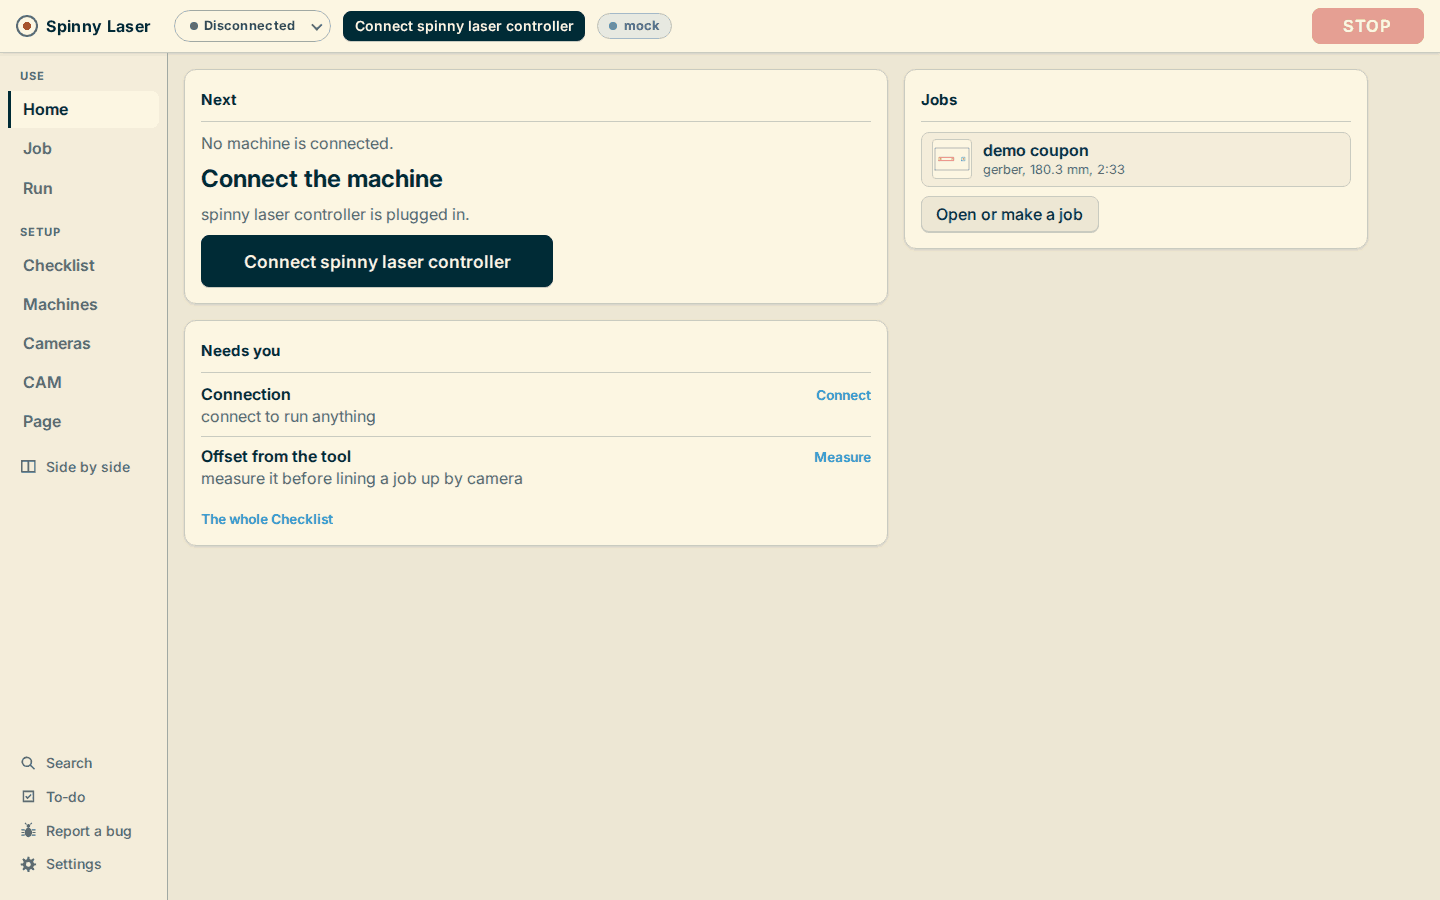 Spinny Laser
Disconnected
Connect spinny laser controller
mock
STOP
USE
Home
Job
Run
SETUP
Checklist
Machines
Cameras
CAM
Page
Side by side
Search
To-do
Report a bug
Settings
Next
No machine is connected.
Connect the machine
spinny laser controller is plugged in.
Connect spinny laser controller
Needs you
Connection
Connect
connect to run anything
Offset from the tool
Measure
measure it before lining a job up by camera
The whole Checklist
Jobs
demo coupon
gerber, 180.3 mm, 2:33
Open or make a job